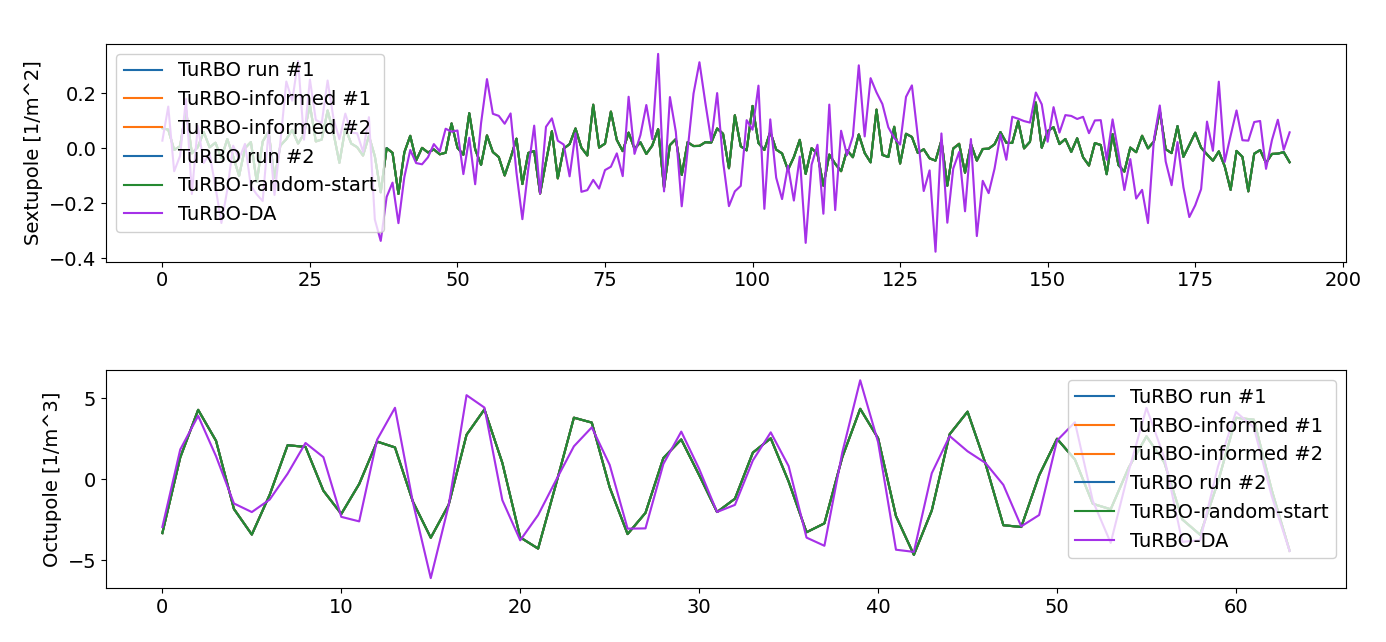 Sextupole [1/m^2]
0.2
0.0
−0.2
−0.4
TuRBO run #1
TuRBO-informed #1
TuRBO-informed #2
TuRBO run #2
TuRBO-random-start
TuRBO-DA
0 25 50 75 100 125 150 175 200
Octupole [1/m^3]
5
0
−5
TuRBO run #1
TuRBO-informed #1
TuRBO-informed #2
TuRBO run #2
TuRBO-random-start
TuRBO-DA
0 10 20 30 40 50 60